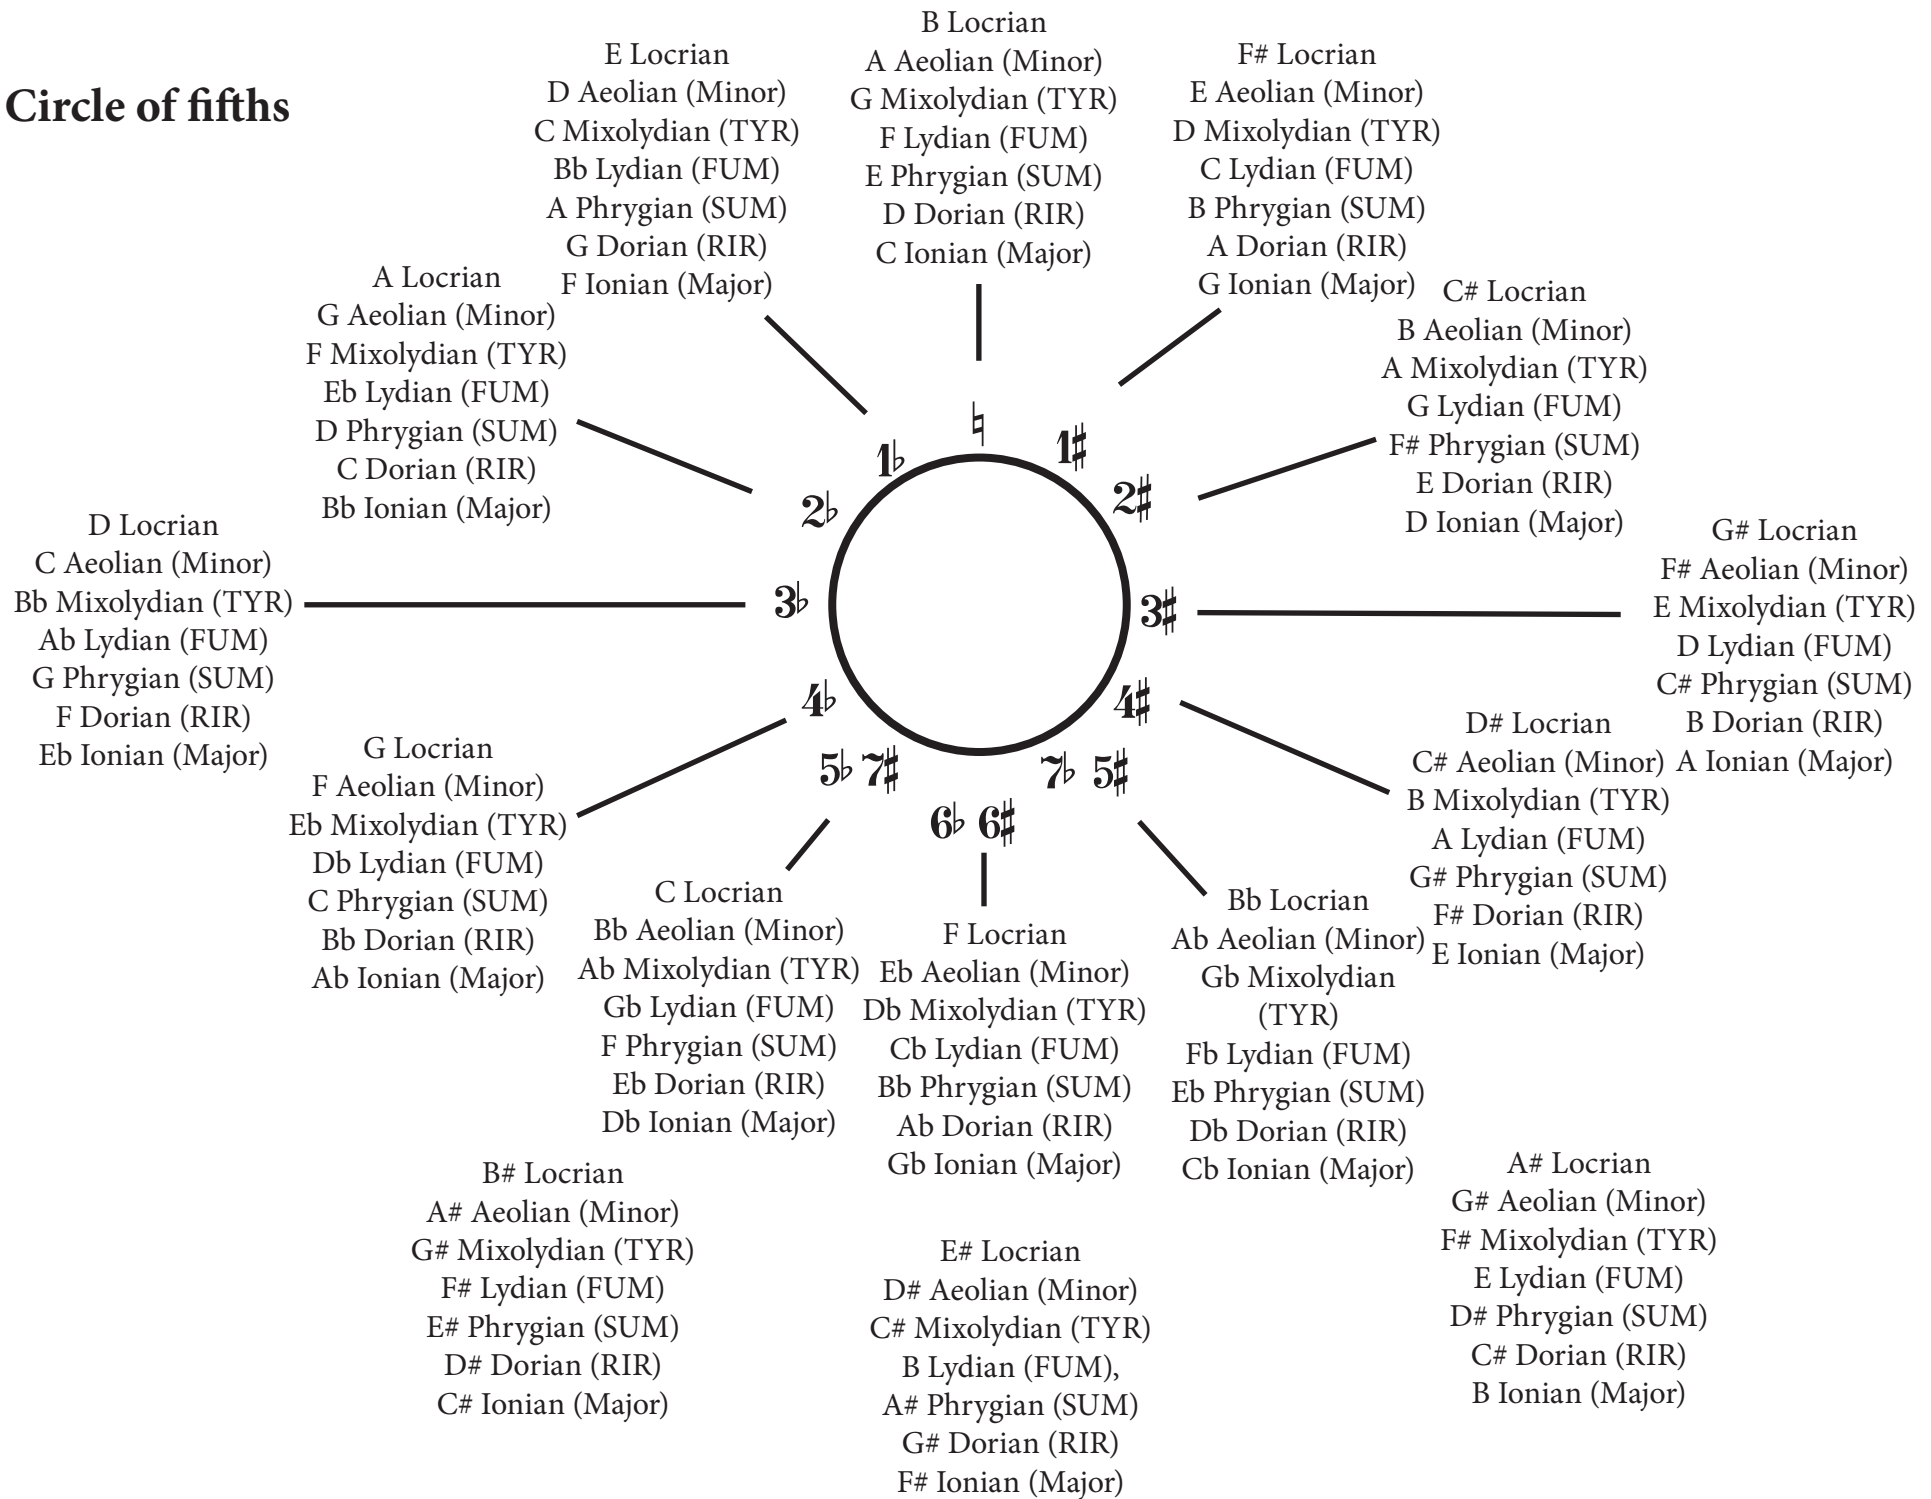 Circle of fifths
B Locrian
A Aeolian (Minor)
G Mixolydian (TYR)
F Lydian (FUM)
E Phrygian (SUM)
D Dorian (RIR)
C Ionian (Major)
F# Locrian
E Aeolian (Minor)
D Mixolydian (TYR)
C Lydian (FUM)
B Phrygian (SUM)
A Dorian (RIR)
G Ionian (Major)
C# Locrian
B Aeolian (Minor)
A Mixolydian (TYR)
G Lydian (FUM)
F# Phrygian (SUM)
E Dorian (RIR)
D Ionian (Major)
G# Locrian
F# Aeolian (Minor)
E Mixolydian (TYR)
D Lydian (FUM)
C# Phrygian (SUM)
B Dorian (RIR)
A Ionian (Major)
D# Locrian
C# Aeolian (Minor)
B Mixolydian (TYR)
A Lydian (FUM)
G# Phrygian (SUM)
F# Dorian (RIR)
E Ionian (Major)
Bb Locrian
Ab Aeolian (Minor)
Gb Mixolydian
(TYR)
Fb Lydian (FUM)
Eb Phrygian (SUM)
Db Dorian (RIR)
Cb Ionian (Major)
A# Locrian
G# Aeolian (Minor)
F# Mixolydian (TYR)
E Lydian (FUM)
D# Phrygian (SUM)
C# Dorian (RIR)
B Ionian (Major)
F Locrian
Eb Aeolian (Minor)
Db Mixolydian (TYR)
Cb Lydian (FUM)
Bb Phrygian (SUM)
Ab Dorian (RIR)
Gb Ionian (Major)
E# Locrian
D# Aeolian (Minor)
C# Mixolydian (TYR)
B Lydian (FUM),
A# Phrygian (SUM)
G# Dorian (RIR)
F# Ionian (Major)
C Locrian
Bb Aeolian (Minor)
Ab Mixolydian (TYR)
Gb Lydian (FUM)
F Phrygian (SUM)
Eb Dorian (RIR)
Db Ionian (Major)
B# Locrian
A# Aeolian (Minor)
G# Mixolydian (TYR)
F# Lydian (FUM)
E# Phrygian (SUM)
D# Dorian (RIR)
C# Ionian (Major)
G Locrian
F Aeolian (Minor)
Eb Mixolydian (TYR)
Db Lydian (FUM)
C Phrygian (SUM)
Bb Dorian (RIR)
Ab Ionian (Major)
D Locrian
C Aeolian (Minor)
Bb Mixolydian (TYR)
Ab Lydian (FUM)
G Phrygian (SUM)
F Dorian (RIR)
Eb Ionian (Major)
A Locrian
G Aeolian (Minor)
F Mixolydian (TYR)
Eb Lydian (FUM)
D Phrygian (SUM)
C Dorian (RIR)
Bb Ionian (Major)
E Locrian
D Aeolian (Minor)
C Mixolydian (TYR)
Bb Lydian (FUM)
A Phrygian (SUM)
G Dorian (RIR)
F Ionian (Major)
♮
1♯
2♯
3♯
4♯
7♭ 5♯
6♭ 6♯
5♭ 7♯
4♭
3♭
2♭
1♭